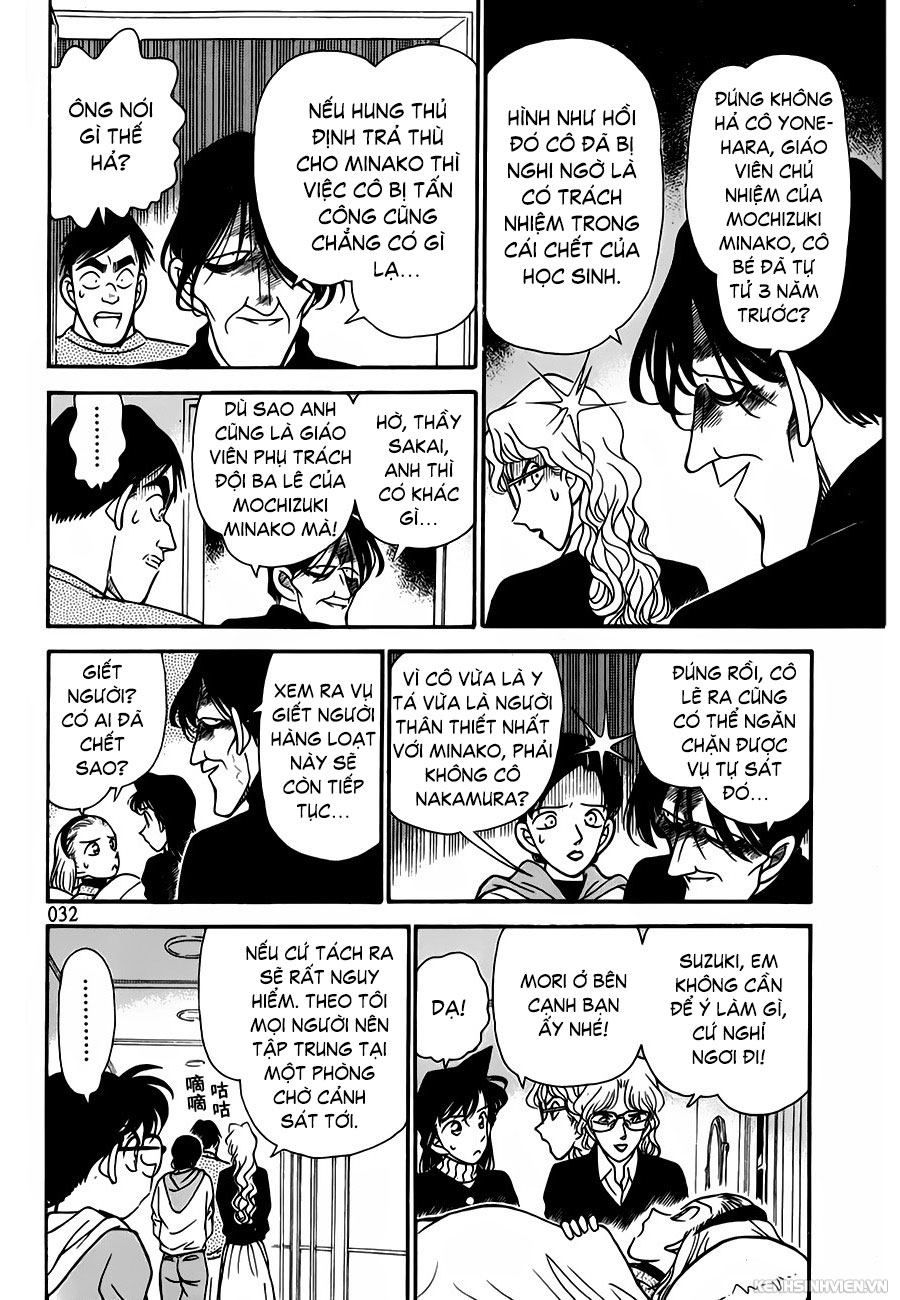 ĐÚNG KHÔNG
HẢ CÔ YONE-
HARA, GIÁO
VIÊN CHỦ
NHIỆM CỦA
MOCHIZUKI
MINAKO, CÔ
BÉ ĐÃ TỰ
TỬ 3 NĂM
TRƯỚC?
HÌNH NHƯ HỒI
ĐÓ CÔ ĐÃ BỊ
NGHI NGỜ LÀ
CÓ TRÁCH
NHIỆM TRONG
CÁI CHẾT CỦA
HỌC SINH.
NẾU HUNG THỦ
ĐỊNH TRẢ THÙ
CHO MINAKO THÌ
VIỆC CÔ BỊ TẤN
CÔNG CŨNG
CHẲNG CÓ GÌ
LẠ...
ÔNG NÓI
GÌ THẾ
HẢ?
HỜ, THẦY
SAKAI,
ANH THÌ
CÓ KHÁC
GÌ...
DÙ SAO ANH
CŨNG LÀ GIÁO
VIÊN PHỤ TRÁCH
ĐỘI BA LÊ CỦA
MOCHIZUKI
MINAKO MÀ!
........
ĐÚNG RỒI, CÔ
LẼ RA CŨNG
CÓ THỂ NGĂN
CHẶN ĐƯỢC
VỤ TỰ SÁT
ĐÓ...
VÌ CÔ VỪA LÀ Y
TÁ VỪA LÀ NGƯỜI
THÂN THIẾT NHẤT
VỚI MINAKO, PHẢI
KHÔNG CÔ
NAKAMURA?
XEM RA VỤ
GIẾT NGƯỜI
HÀNG LOẠT
NÀY SẼ
CÒN TIẾP
TỤC...
GIẾT
NGƯỜI?
CÓ AI ĐÃ
CHẾT
SAO?
032
SUZUKI, EM
KHÔNG CẦN
ĐỂ Ý LÀM GÌ,
CỨ NGHỈ
NGƠI ĐI!
MORI Ở BÊN
CẠNH BẠN
ẤY NHÉ!
DẠ!
NẾU CỨ TÁCH RA
SẼ RẤT NGUY
HIỂM. THEO TÔI
MỌI NGƯỜI NÊN
TẬP TRUNG TẠI
MỘT PHÒNG
CHỜ CẢNH
SÁT TỚI.
咕咕
嘀嘀
.........
KENHSINHVIEN.VN